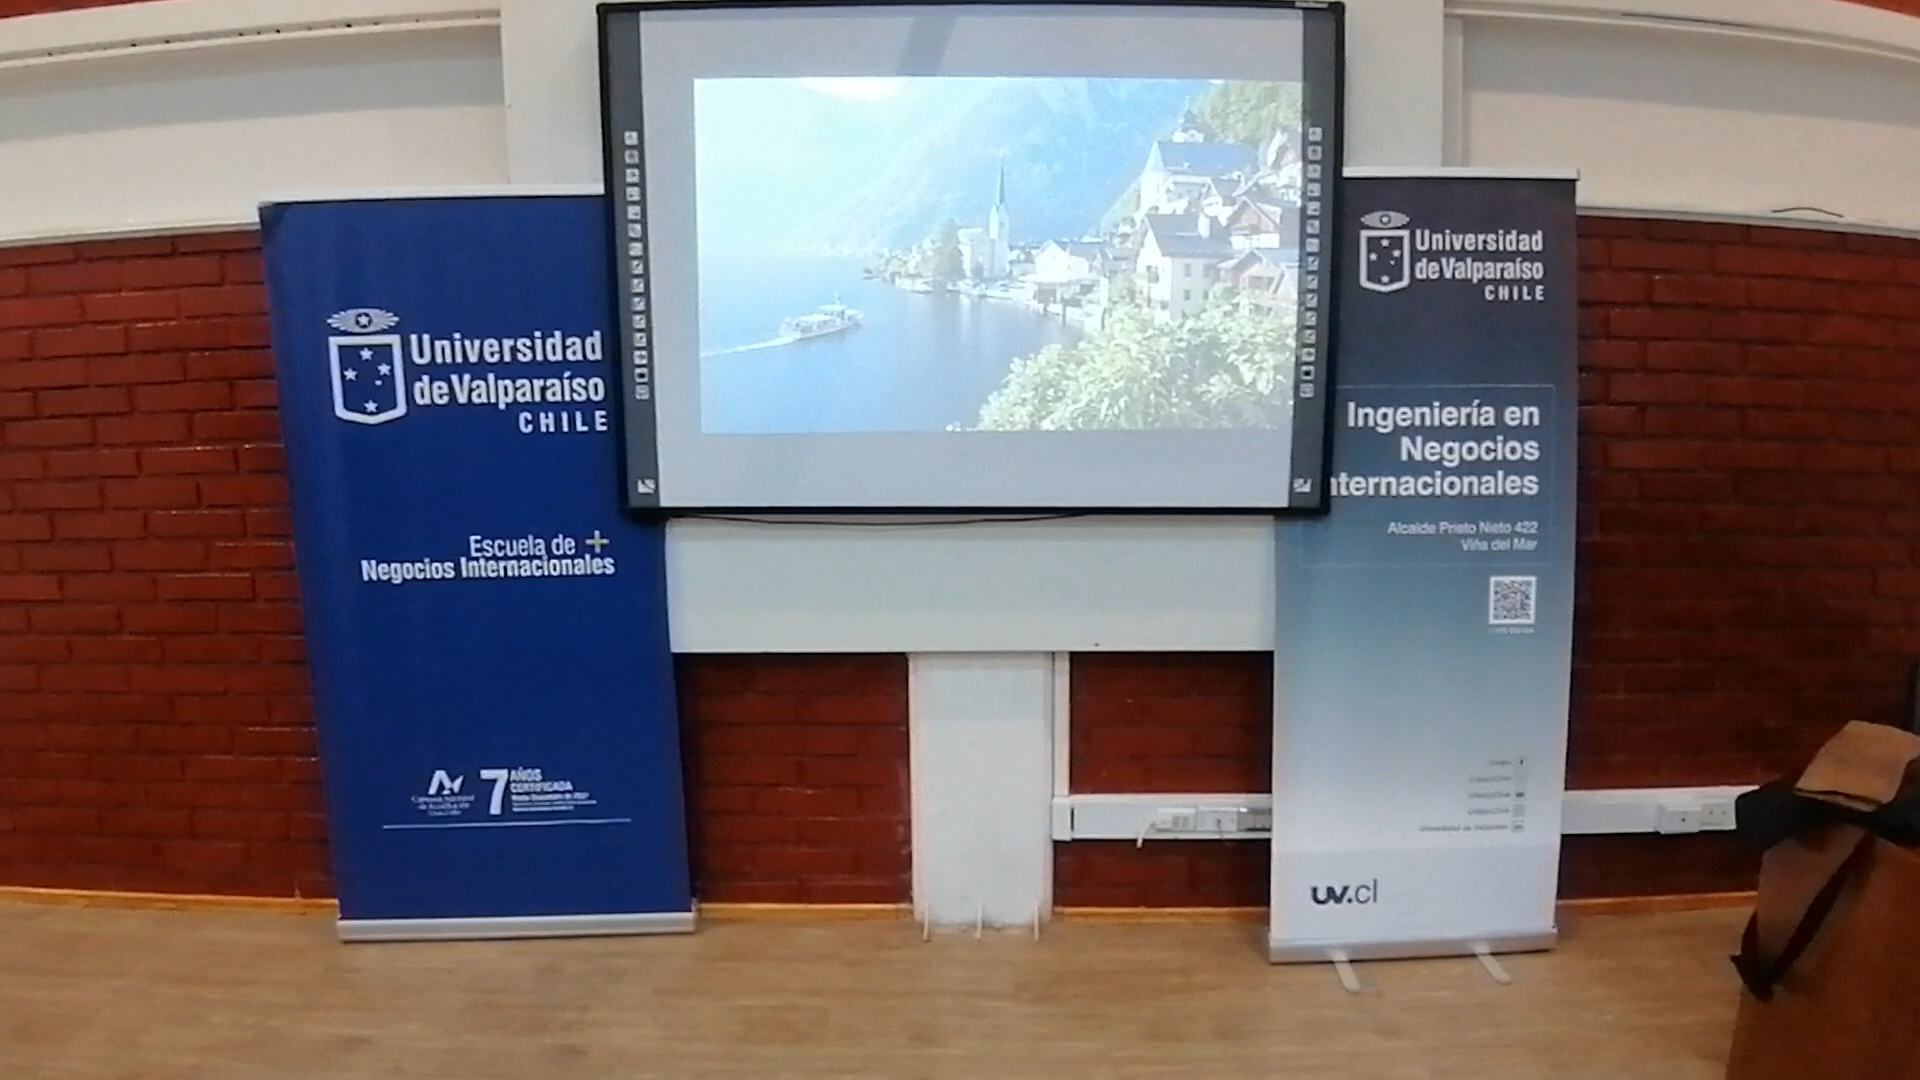 Universidad
de Valparaíso
CHILE
Escuela de +
Negocios Internacionales
7 AÑOS
CERTIFICADA
Universidad
de Valparaíso
CHILE
Ingeniería en
Negocios
nternacionales
Alcalde Prieto Nieto 422
Viña del Mar
uv.cl